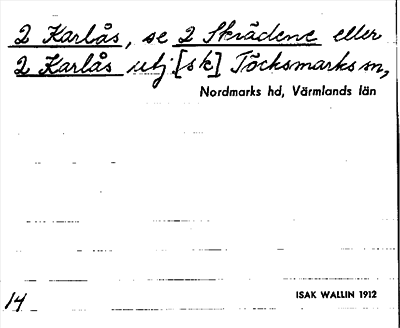 2 Karlås, se 2 Skrädene eller
2 Karlås utj. [sk] Töcksmarks sn,
Nordmarks hd, Värmlands län
14
ISAK WALLIN 1912